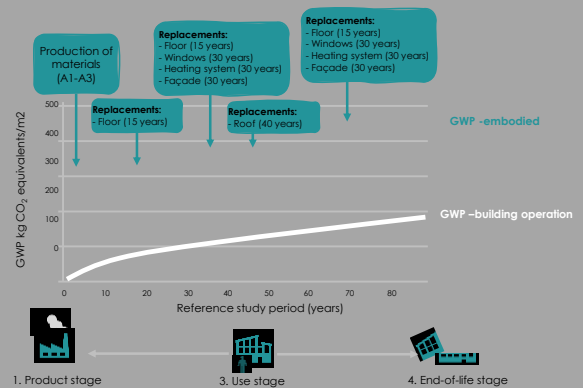 Replacements:
- Floor (15 years)
- Windows (30 years)
- Heating system (30 years)
- Façade (30 years)
Replacements:
- Floor (15 years)
- Windows (30 years)
- Heating system (30 years)
- Façade (30 years)
Production of
materials
(A1-A3)
Replacements:
- Floor (15 years)
Replacements:
- Roof (40 years)
GWP -embodied
GWP –building operation
GWP kg CO2 equivalents/m2
500
400
300
200
100
0
0 10 20 30 40 50 60 70 80
Reference study period (years)
1. Product stage
3. Use stage
4. End-of-life stage